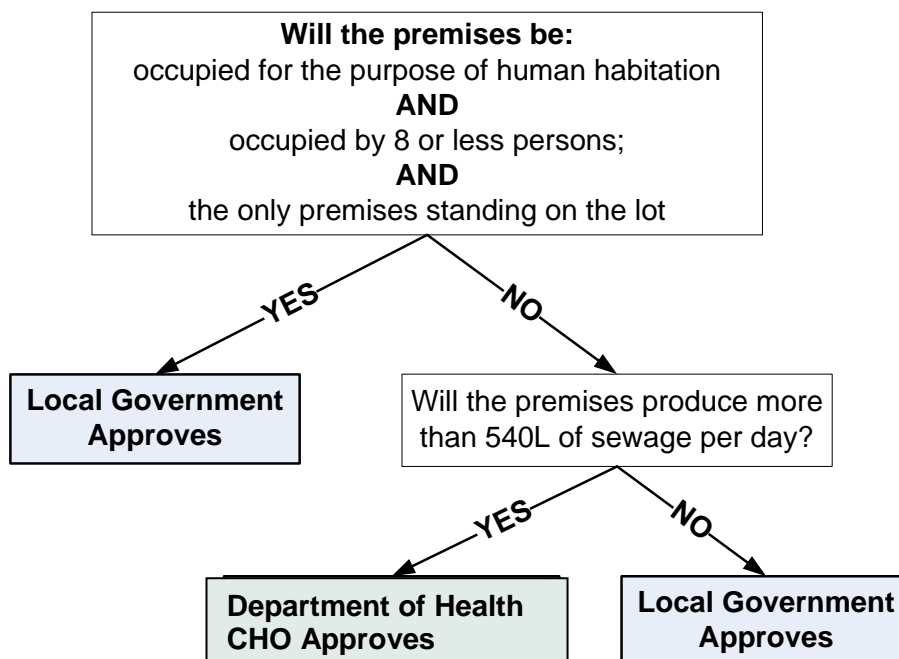 Will the premises be:
occupied for the purpose of human habitation
AND
occupied by 8 or less persons;
AND
the only premises standing on the lot
YES
NO
Local Government
Approves
Will the premises produce more
than 540L of sewage per day?
YES
NO
Department of Health
CHO Approves
Local Government
Approves